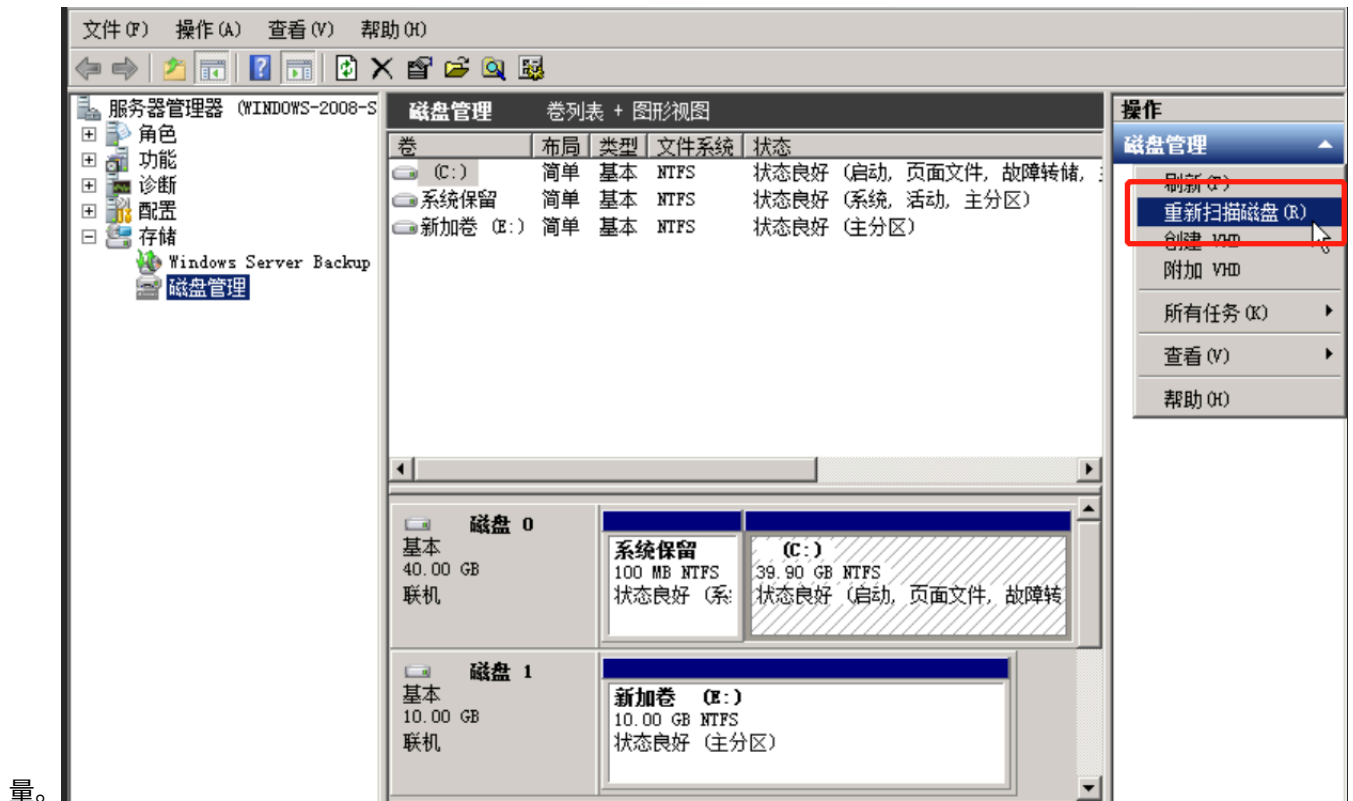 文件(F) 操作(A) 查看(V) 帮助(H)
服务器管理器 (WINDOWS-2008-S
角色
功能
诊断
配置
存储
Windows Server Backup
磁盘管理
磁盘管理 卷列表 + 图形视图
卷 布局 类型 文件系统 状态
(C:) 简单 基本 NTFS 状态良好 (启动, 页面文件, 故障转储,
系统保留 简单 基本 NTFS 状态良好 (系统, 活动, 主分区)
新加卷 (E:) 简单 基本 NTFS 状态良好 (主分区)
磁盘 0
基本
40.00 GB
联机
系统保留
100 MB NTFS
状态良好 (系
(C:)
39.90 GB NTFS
状态良好 (启动, 页面文件, 故障转
磁盘 1
基本
10.00 GB
联机
新加卷 (E:)
10.00 GB NTFS
状态良好 (主分区)
操作
磁盘管理
刷新(F)
重新扫描磁盘(R)
创建 VHD
附加 VHD
所有任务(K)
查看(V)
帮助(H)
量。